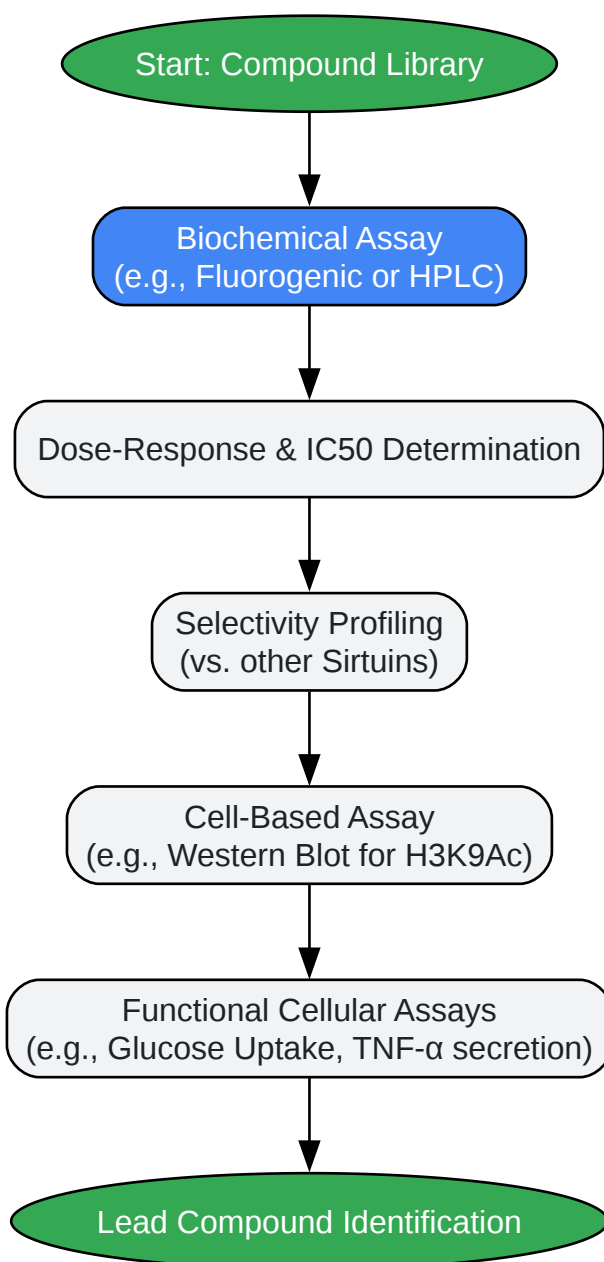 Start: Compound Library
Biochemical Assay
(e.g., Fluorogenic or HPLC)
Dose-Response & IC50 Determination
Selectivity Profiling
(vs. other Sirtuins)
Cell-Based Assay
(e.g., Western Blot for H3K9Ac)
Functional Cellular Assays
(e.g., Glucose Uptake, TNF-α secretion)
Lead Compound Identification